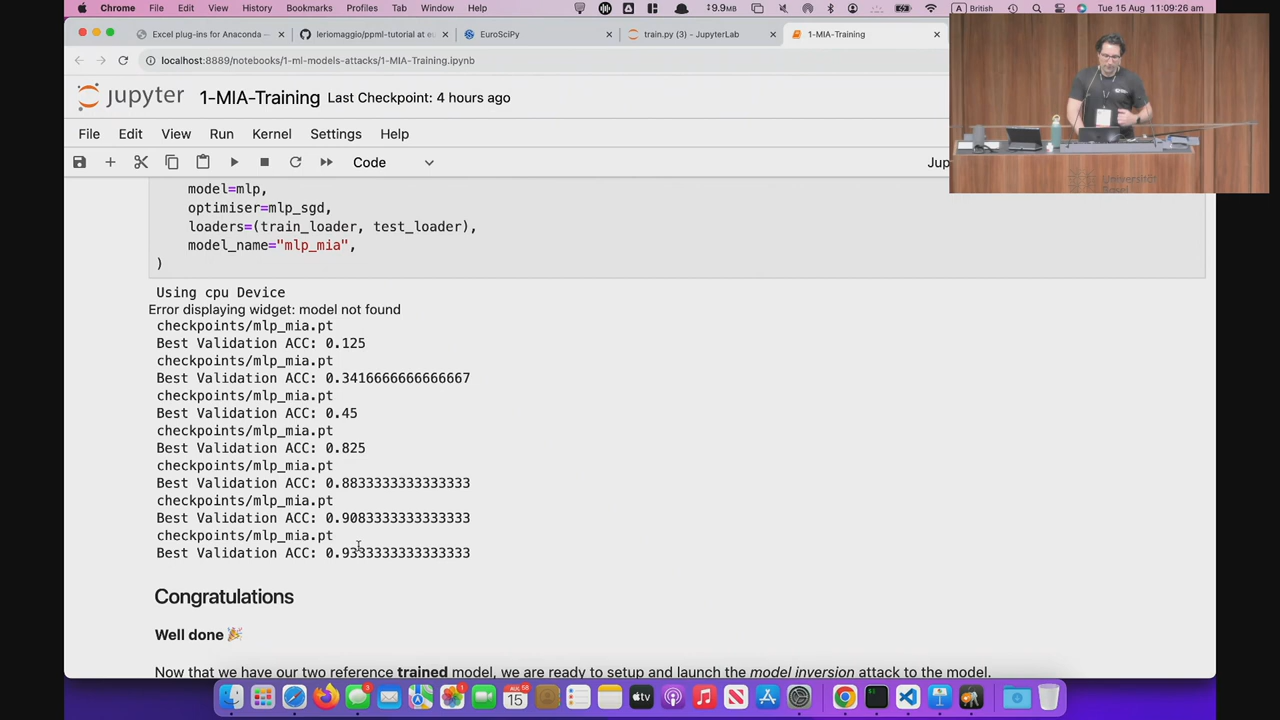 Chrome File Edit View History Bookmarks Profiles Tab Window Help
9.9MB A British Tue 15 Aug 11:09:26 am
Excel plug-ins for Anaconda —
leriomaggio/ppml-tutorial at eu
EuroSciPy
train.py (3) - JupyterLab
1-MIA-Training
localhost:8889/notebooks/1-ml-models-attacks/1-MIA-Training.ipynb
jupyter 1-MIA-Training Last Checkpoint: 4 hours ago
File Edit View Run Kernel Settings Help
Code
Jup
model=mlp,
optimiser=mlp_sgd,
loaders=(train_loader, test_loader),
model_name="mlp_mia",
)
Using cpu Device
Error displaying widget: model not found
checkpoints/mlp_mia.pt
Best Validation ACC: 0.125
checkpoints/mlp_mia.pt
Best Validation ACC: 0.3416666666666667
checkpoints/mlp_mia.pt
Best Validation ACC: 0.45
checkpoints/mlp_mia.pt
Best Validation ACC: 0.825
checkpoints/mlp_mia.pt
Best Validation ACC: 0.8833333333333333
checkpoints/mlp_mia.pt
Best Validation ACC: 0.9083333333333333
checkpoints/mlp_mia.pt
Best Validation ACC: 0.9333333333333333
Congratulations
Well done 🎉
Now that we have our two reference trained model, we are ready to setup and launch the model inversion attack to the model.
Universität
Basel